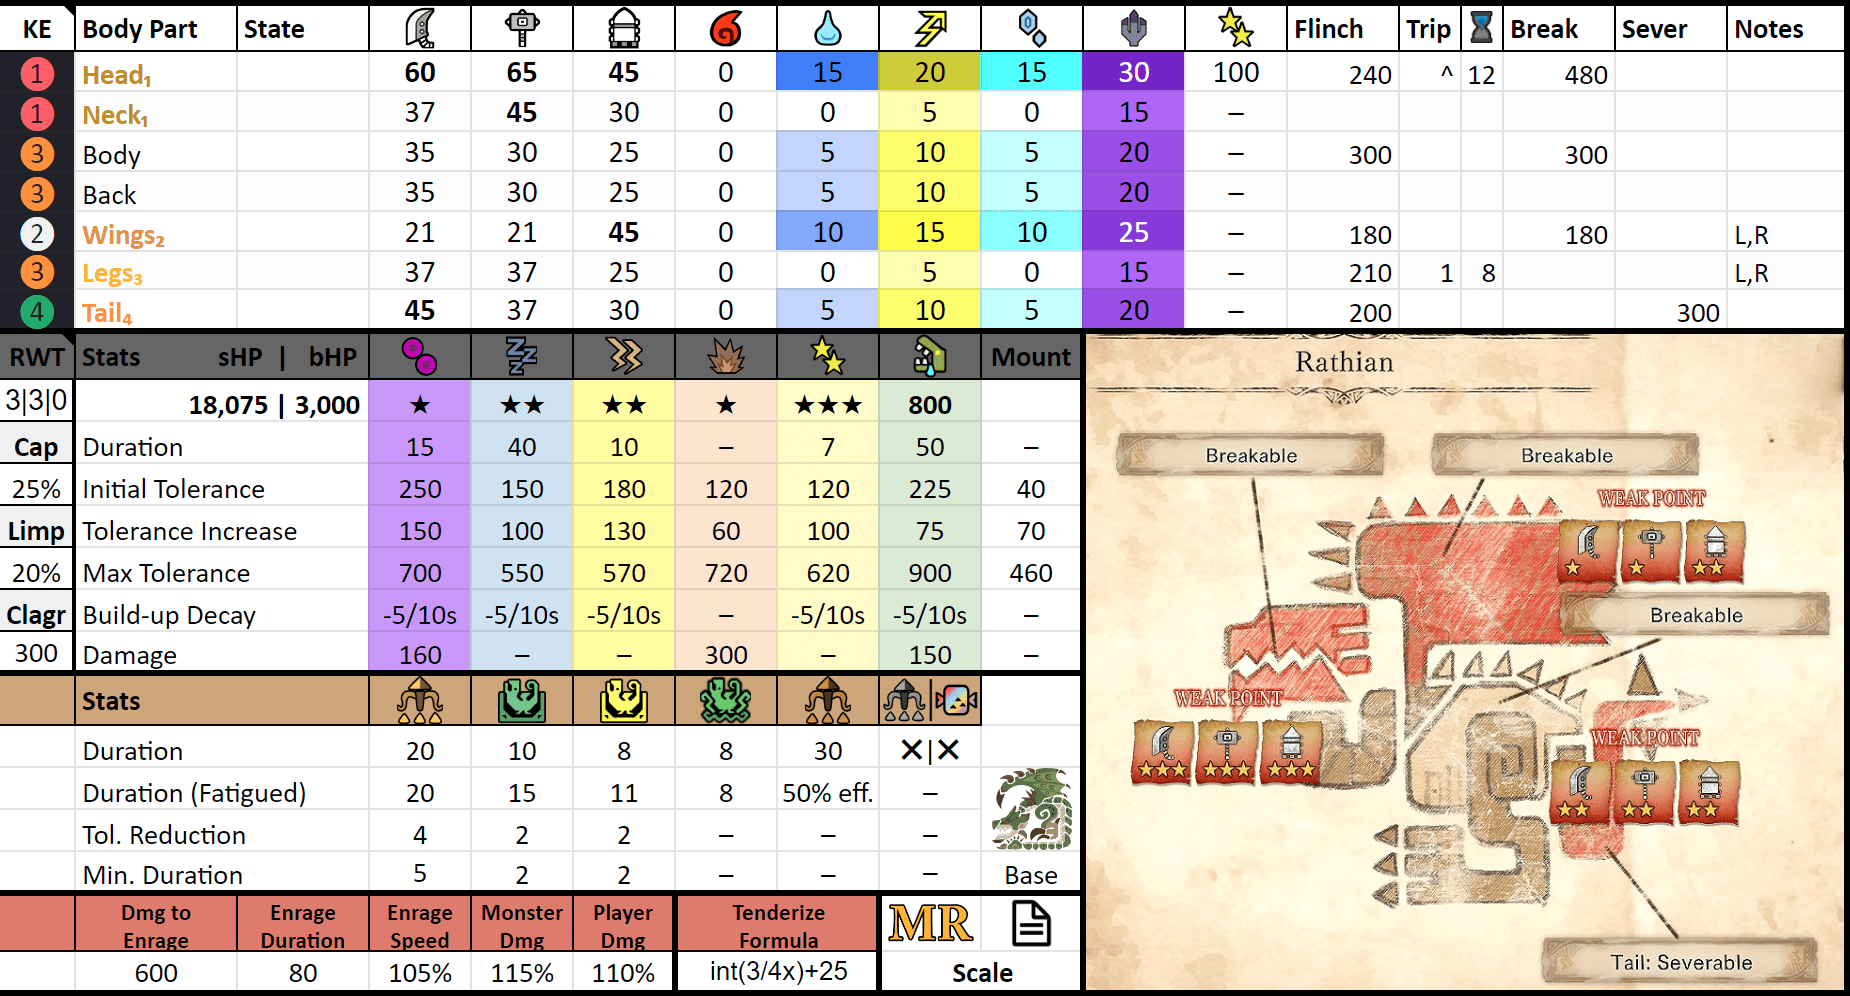 KE Body Part State Flinch Trip Break Sever Notes
1 Head₁ 60 65 45 0 15 20 15 30 100 240 ^ 12 480
1 Neck₁ 37 45 30 0 0 5 0 15 –
3 Body 35 30 25 0 5 10 5 20 – 300 300
3 Back 35 30 25 0 5 10 5 20 –
2 Wings₂ 21 21 45 0 10 15 10 25 – 180 180 L,R
3 Legs₃ 37 37 25 0 0 5 0 15 – 210 1 8 L,R
4 Tail₄ 45 37 30 0 5 10 5 20 – 200 300
RWT Stats sHP | bHP Mount
3|3|0 18,075 | 3,000 ★ ★★ ★★ ★ ★★★ 800
Cap Duration 15 40 10 – 7 50 –
25% Initial Tolerance 250 150 180 120 120 225 40
Limp Tolerance Increase 150 100 130 60 100 75 70
20% Max Tolerance 700 550 570 720 620 900 460
Clagr Build-up Decay -5/10s -5/10s -5/10s – -5/10s -5/10s –
300 Damage 160 – – 300 – 150 –
Stats
Duration 20 10 8 8 30 ✕|✕
Duration (Fatigued) 20 15 11 8 50% eff. –
Tol. Reduction 4 2 2 – – –
Min. Duration 5 2 2 – – – Base
Dmg to Enrage Enrage Duration Enrage Speed Monster Dmg Player Dmg Tenderize Formula MR
600 80 105% 115% 110% int(3/4x)+25 Scale
Rathian
Breakable
Breakable
WEAK POINT
Breakable
WEAK POINT
WEAK POINT
Tail: Severable